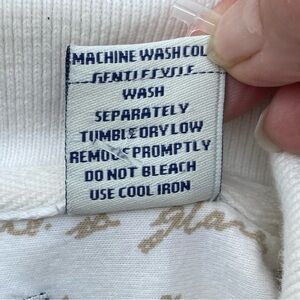 MACHINE WASH COL
GENTLE CYCLE
WASH
SEPARATELY
TUMBLE DRY LOW
REMOVE PROMPTLY
DO NOT BLEACH
USE COOL IRON